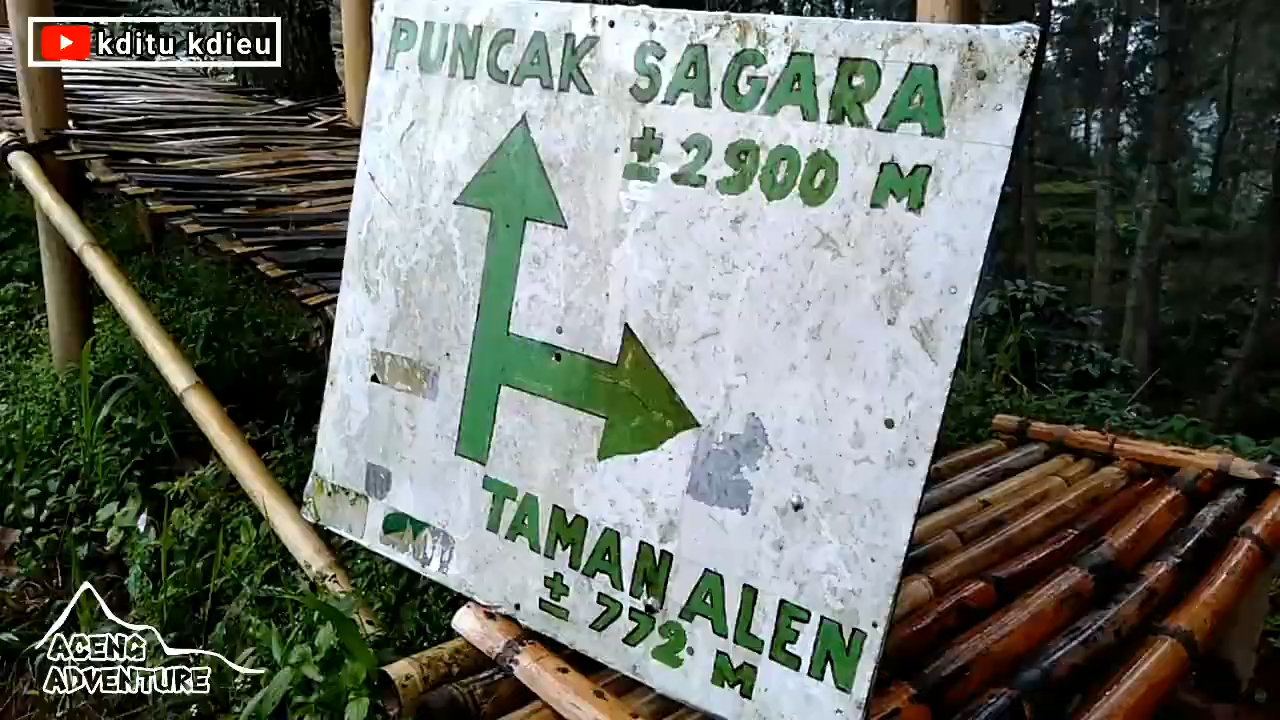 kditu kdieu
PUNCAK SAGARA
± 2900 M
TAMAN ALEN
± 772 M
ACENG
ADVENTURE